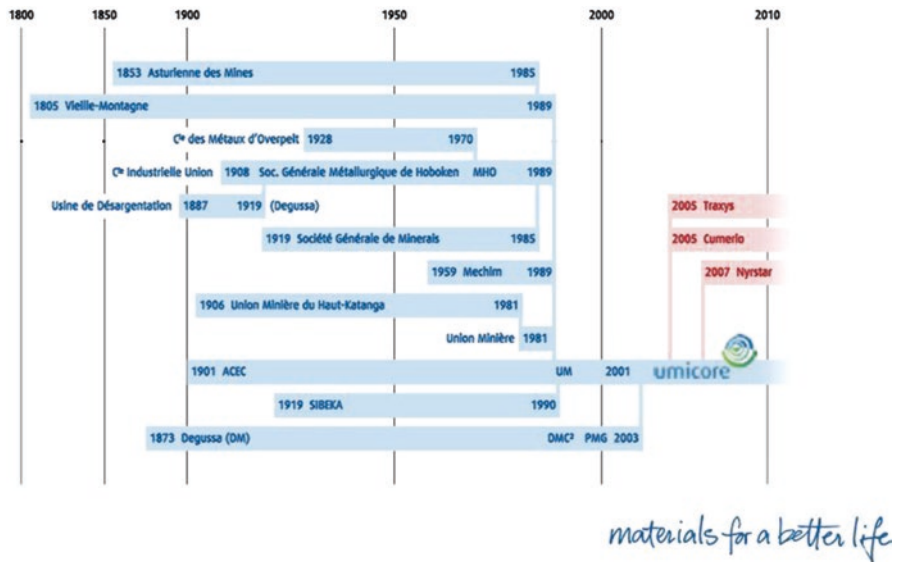 1800 1850 1900 1950 2000 2010
1853 Asturienne des Mines 1985
1805 Vieille-Montagne 1989
Cie des Métaux d'Overpelt 1928 1970
Cie Industrielle Union 1908 Soc. Générale Métallurgique de Hoboken MHO 1989
Usine de Désargentation 1887 1919 (Degussa) 2005 Traxys
1919 Société Générale de Minerais 1985 2005 Cumerio
1959 Mechim 1989 2007 Nyrstar
1906 Union Minière du Haut-Katanga 1981
Union Minière 1981
1901 ACEC UM 2001 umicore
1919 SIBEKA 1990
1873 Degussa (DM) DMC² PMG 2003
materials for a better life